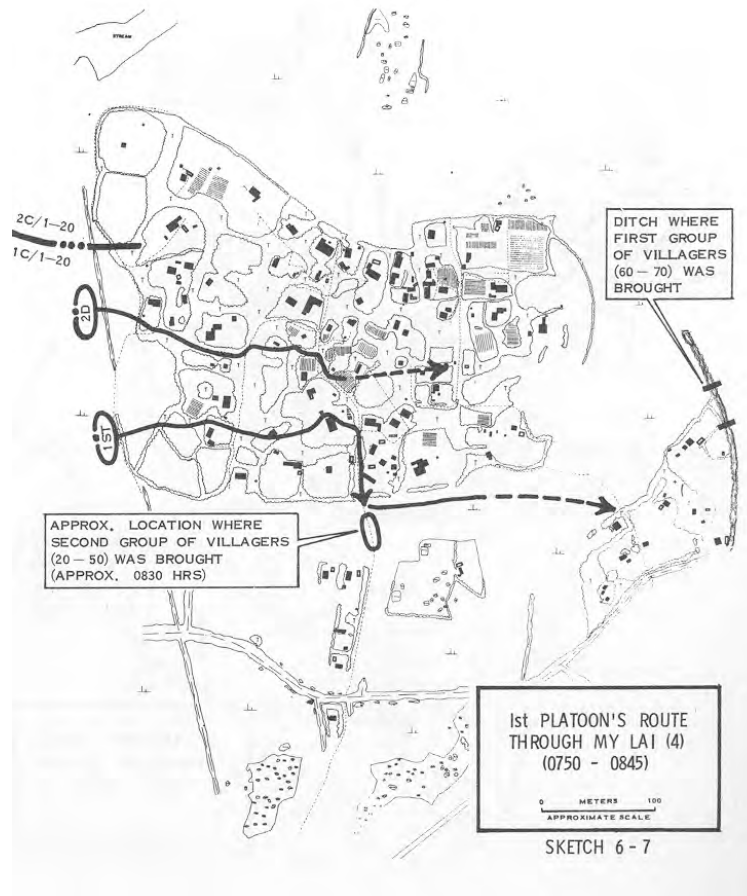 STREAM
2C/1-20
1C/1-20
2D
1ST
DITCH WHERE
FIRST GROUP
OF VILLAGERS
(60 - 70) WAS
BROUGHT
APPROX. LOCATION WHERE
SECOND GROUP OF VILLAGERS
(20 - 50) WAS BROUGHT
(APPROX. 0830 HRS)
1st PLATOON'S ROUTE
THROUGH MY LAI (4)
(0750 - 0845)
0 METERS 100
APPROXIMATE SCALE
SKETCH 6-7